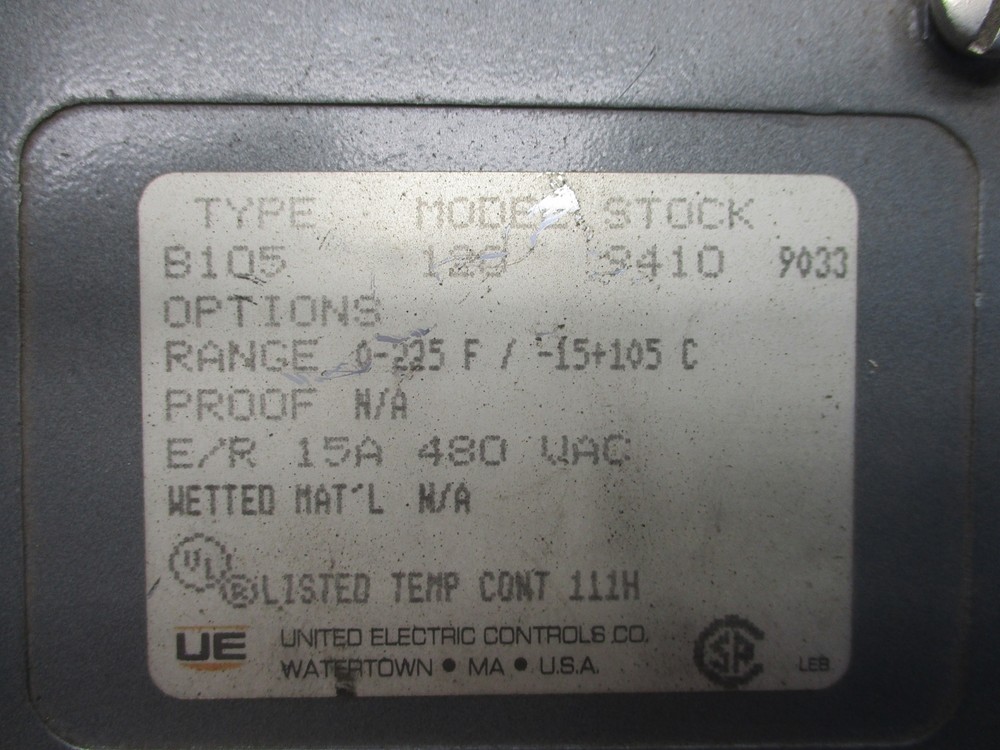 TYPE MODEL STOCK
B105 120 9410 9033
OPTIONS
RANGE 0-225 F / -15+105 C
PROOF N/A
E/R 15A 480 VAC
WETTED MAT'L N/A
UL ® LISTED TEMP CONT 111H
UE UNITED ELECTRIC CONTROLS CO.
WATERTOWN • MA • U.S.A.
LEB